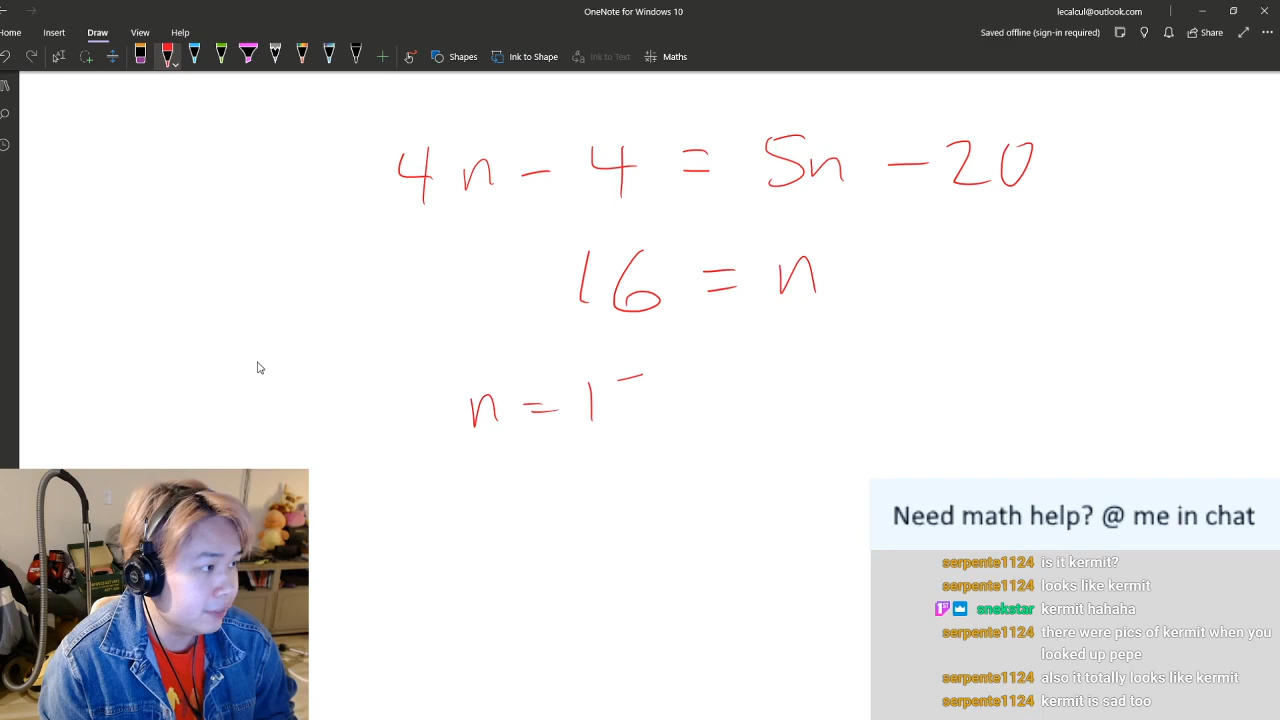 OneNote for Windows 10
lecalcul@outlook.com
Home Insert Draw View Help
Saved offline (sign-in required)
Share
Shapes
Ink to Shape
Ink to Text
Maths
4n - 4 = 5n - 20
16 = n
n = 1
Need math help? @ me in chat
serpente1124 is it kermit?
serpente1124 looks like kermit
1ST snekstar kermit hahaha
serpente1124 there were pics of kermit when you
looked up pepe
serpente1124 also it totally looks like kermit
serpente1124 kermit is sad too